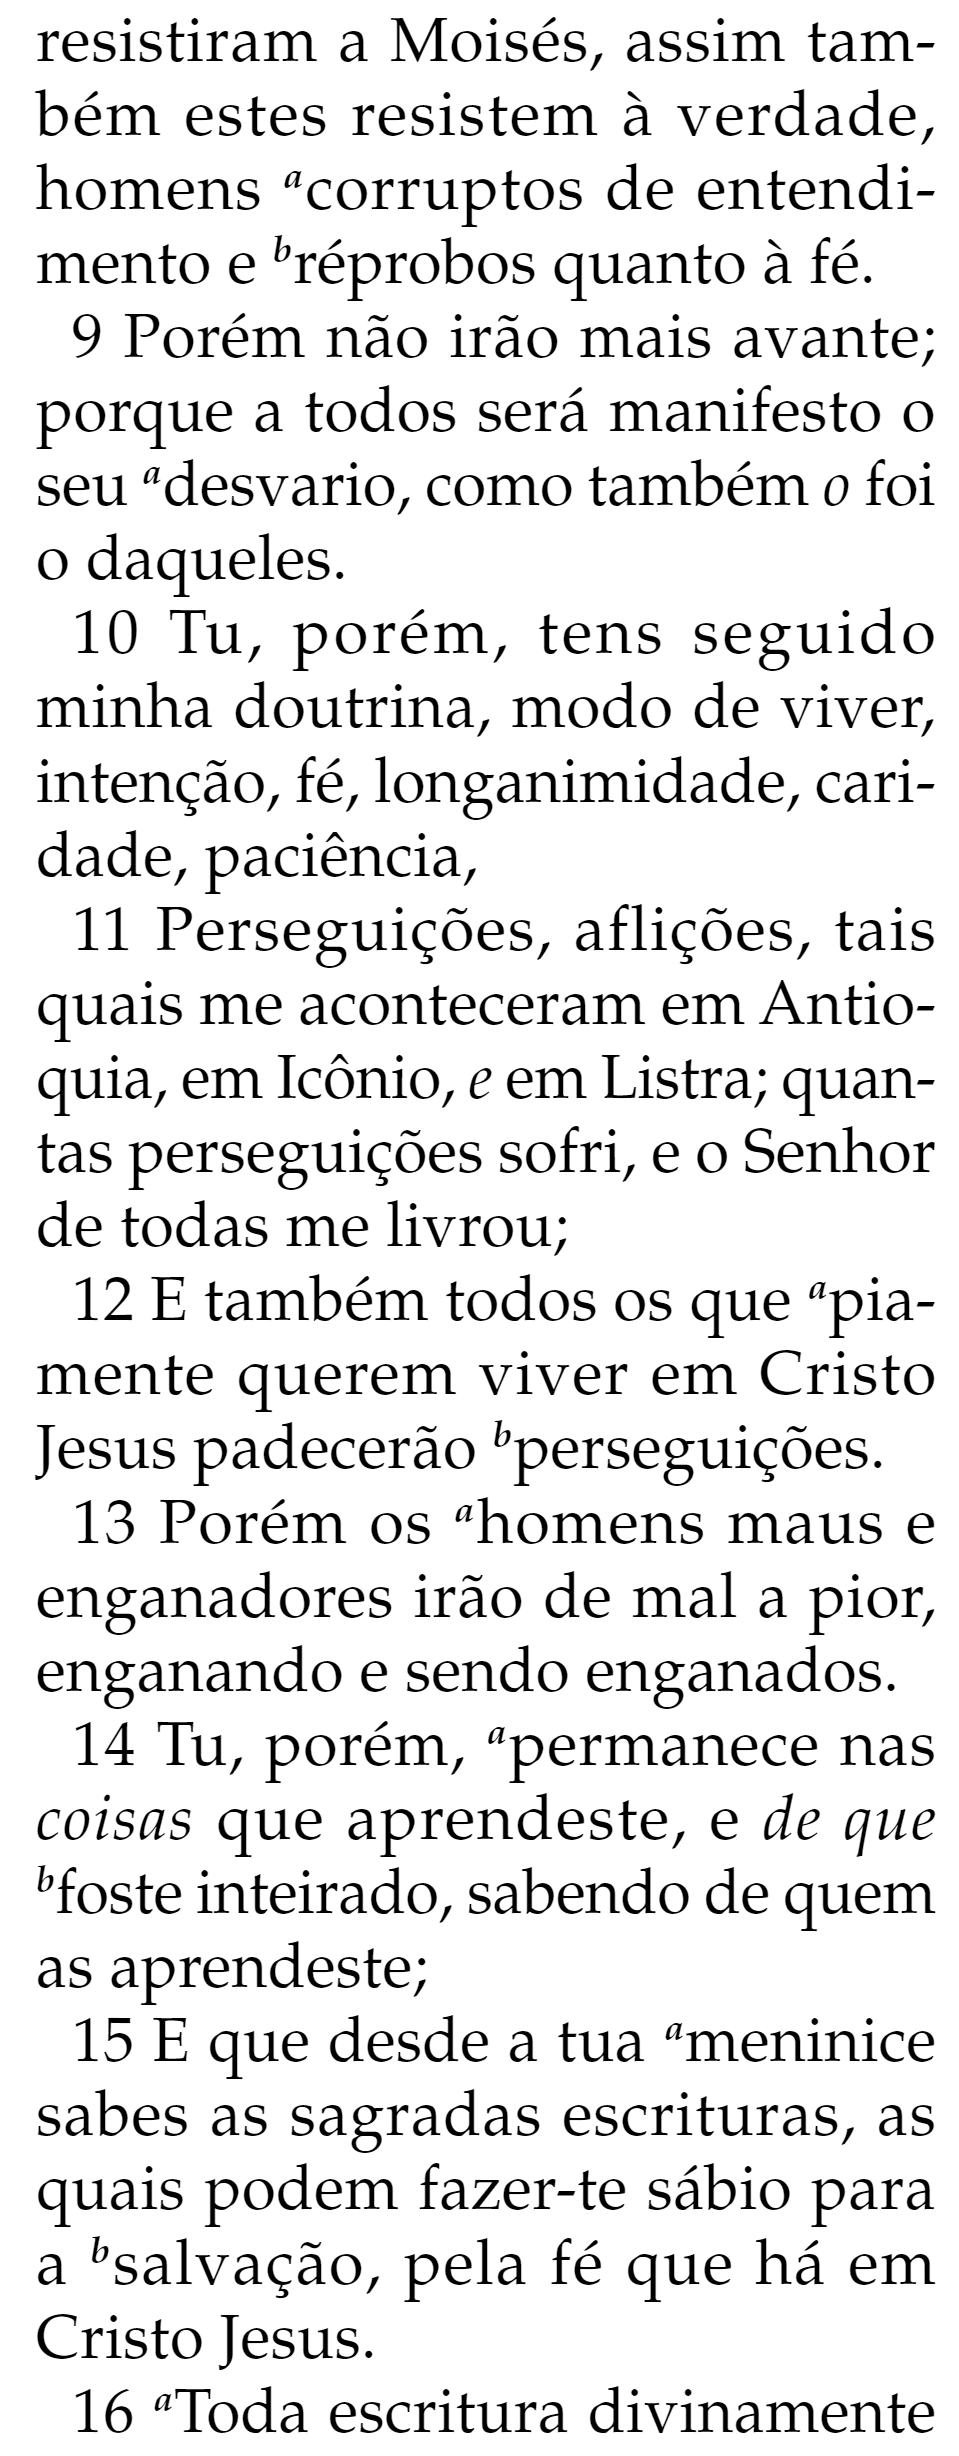 resistiram a Moisés, assim tam-
bém estes resistem à verdade,
homens acorruptos de entendi-
mento e bréprobos quanto à fé.
9 Porém não irão mais avante;
porque a todos será manifesto o
seu adesvario, como também o foi
o daqueles.
10 Tu, porém, tens seguido
minha doutrina, modo de viver,
intenção, fé, longanimidade, cari-
dade, paciência,
11 Perseguições, aflições, tais
quais me aconteceram em Antio-
quia, em Icônio, e em Listra; quan-
tas perseguições sofri, e o Senhor
de todas me livrou;
12 E também todos os que apia-
mente querem viver em Cristo
Jesus padecerão bperseguições.
13 Porém os ahomens maus e
enganadores irão de mal a pior,
enganando e sendo enganados.
14 Tu, porém, apermanece nas
coisas que aprendeste, e de que
bfoste inteirado, sabendo de quem
as aprendeste;
15 E que desde a tua ameninice
sabes as sagradas escrituras, as
quais podem fazer-te sábio para
a bsalvação, pela fé que há em
Cristo Jesus.
16 aToda escritura divinamente